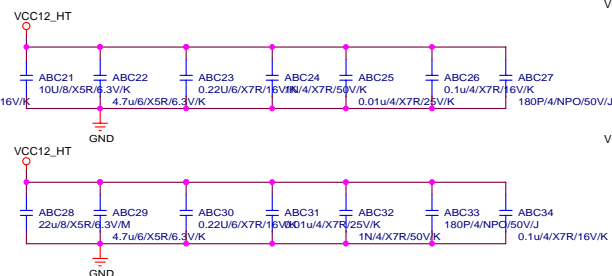 V
VCC12_HT
ABC21
10U/8/X5R/6.3V/K
ABC22
4.7u/6/X5R/6.3V/K
ABC23
0.22U/6/X7R/16V/K
ABC24
1N/4/X7R/50V/K
ABC25
0.01u/4/X7R/25V/K
ABC26
0.1u/4/X7R/16V/K
ABC27
180P/4/NPO/50V/J
16V/K
GND
V
VCC12_HT
ABC28
22u/8/X5R/6.3V/M
ABC29
4.7u/6/X5R/6.3V/K
ABC30
0.22U/6/X7R/16V/K
ABC31
0.01u/4/X7R/25V/K
ABC32
1N/4/X7R/50V/K
ABC33
180P/4/NPO/50V/J
ABC34
0.1u/4/X7R/16V/K
GND